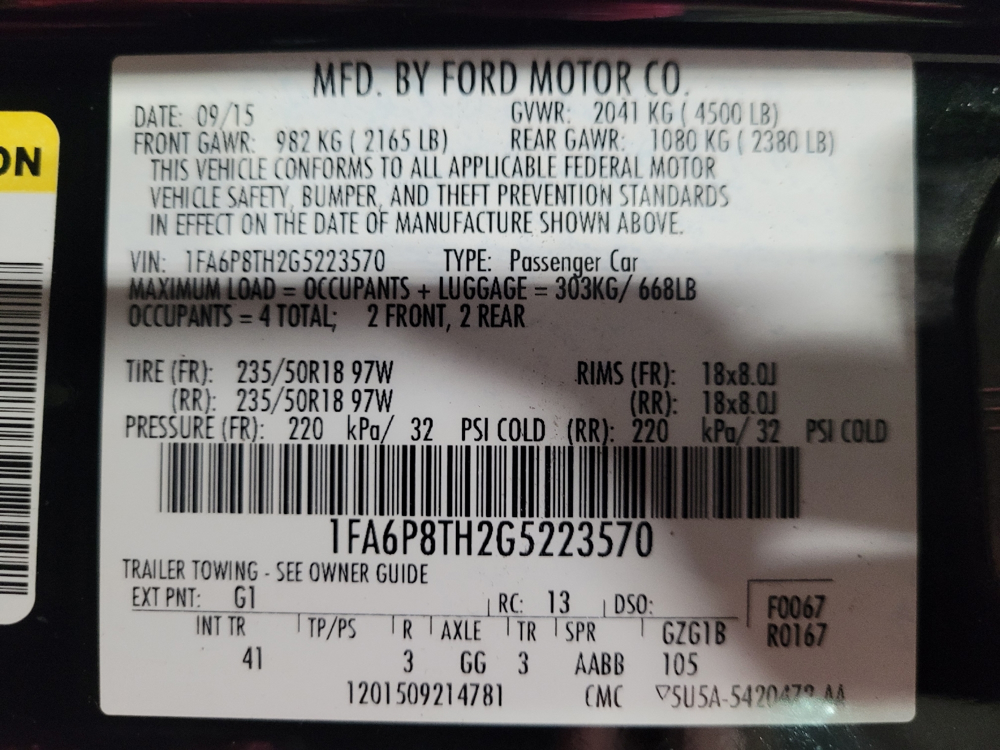 ON
MFD. BY FORD MOTOR CO.
DATE: 09/15 GVWR: 2041 KG ( 4500 LB)
FRONT GAWR: 982 KG ( 2165 LB) REAR GAWR: 1080 KG ( 2380 LB)
THIS VEHICLE CONFORMS TO ALL APPLICABLE FEDERAL MOTOR
VEHICLE SAFETY, BUMPER, AND THEFT PREVENTION STANDARDS
IN EFFECT ON THE DATE OF MANUFACTURE SHOWN ABOVE.
VIN: 1FA6P8TH2G5223570 TYPE: Passenger Car
MAXIMUM LOAD = OCCUPANTS + LUGGAGE = 303KG/ 668LB
OCCUPANTS = 4 TOTAL; 2 FRONT, 2 REAR
TIRE (FR): 235/50R18 97W RIMS (FR): 18x8.0J
(RR): 235/50R18 97W (RR): 18x8.0J
PRESSURE (FR): 220 kPa/ 32 PSI COLD (RR): 220 kPa/ 32 PSI COLD
1FA6P8TH2G5223570
TRAILER TOWING - SEE OWNER GUIDE
EXT PNT: G1 RC: 13 DSO: F0067
INT TR TP/PS R AXLE TR SPR GZG1B R0167
41 3 GG 3 AABB 105
1201509214781 CMC ▽5U5A-5420472-AA